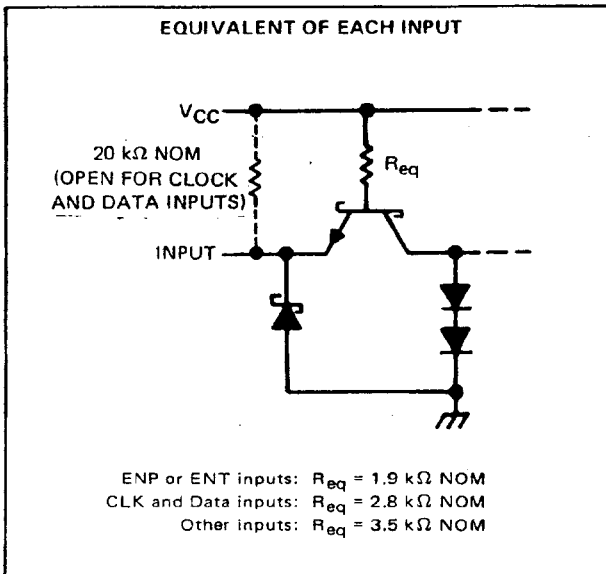 EQUIVALENT OF EACH INPUT
VCC
20 kΩ NOM
(OPEN FOR CLOCK
AND DATA INPUTS)
Req
INPUT
ENP or ENT inputs: Req = 1.9 kΩ NOM
CLK and Data inputs: Req = 2.8 kΩ NOM
Other inputs: Req = 3.5 kΩ NOM